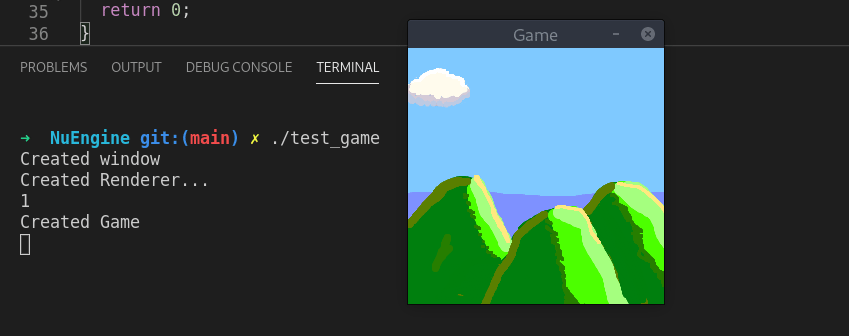 35 return 0;
36 }
Game
PROBLEMS OUTPUT DEBUG CONSOLE TERMINAL
➜ NuEngine git:(main) ✗ ./test_game
Created window
Created Renderer...
1
Created Game